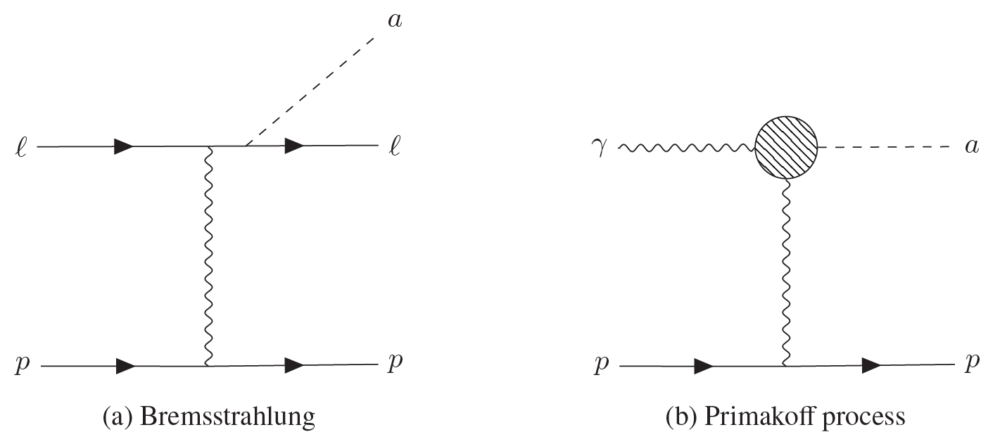 a
ℓ ℓ γ a
p p p p
(a) Bremsstrahlung (b) Primakoff process